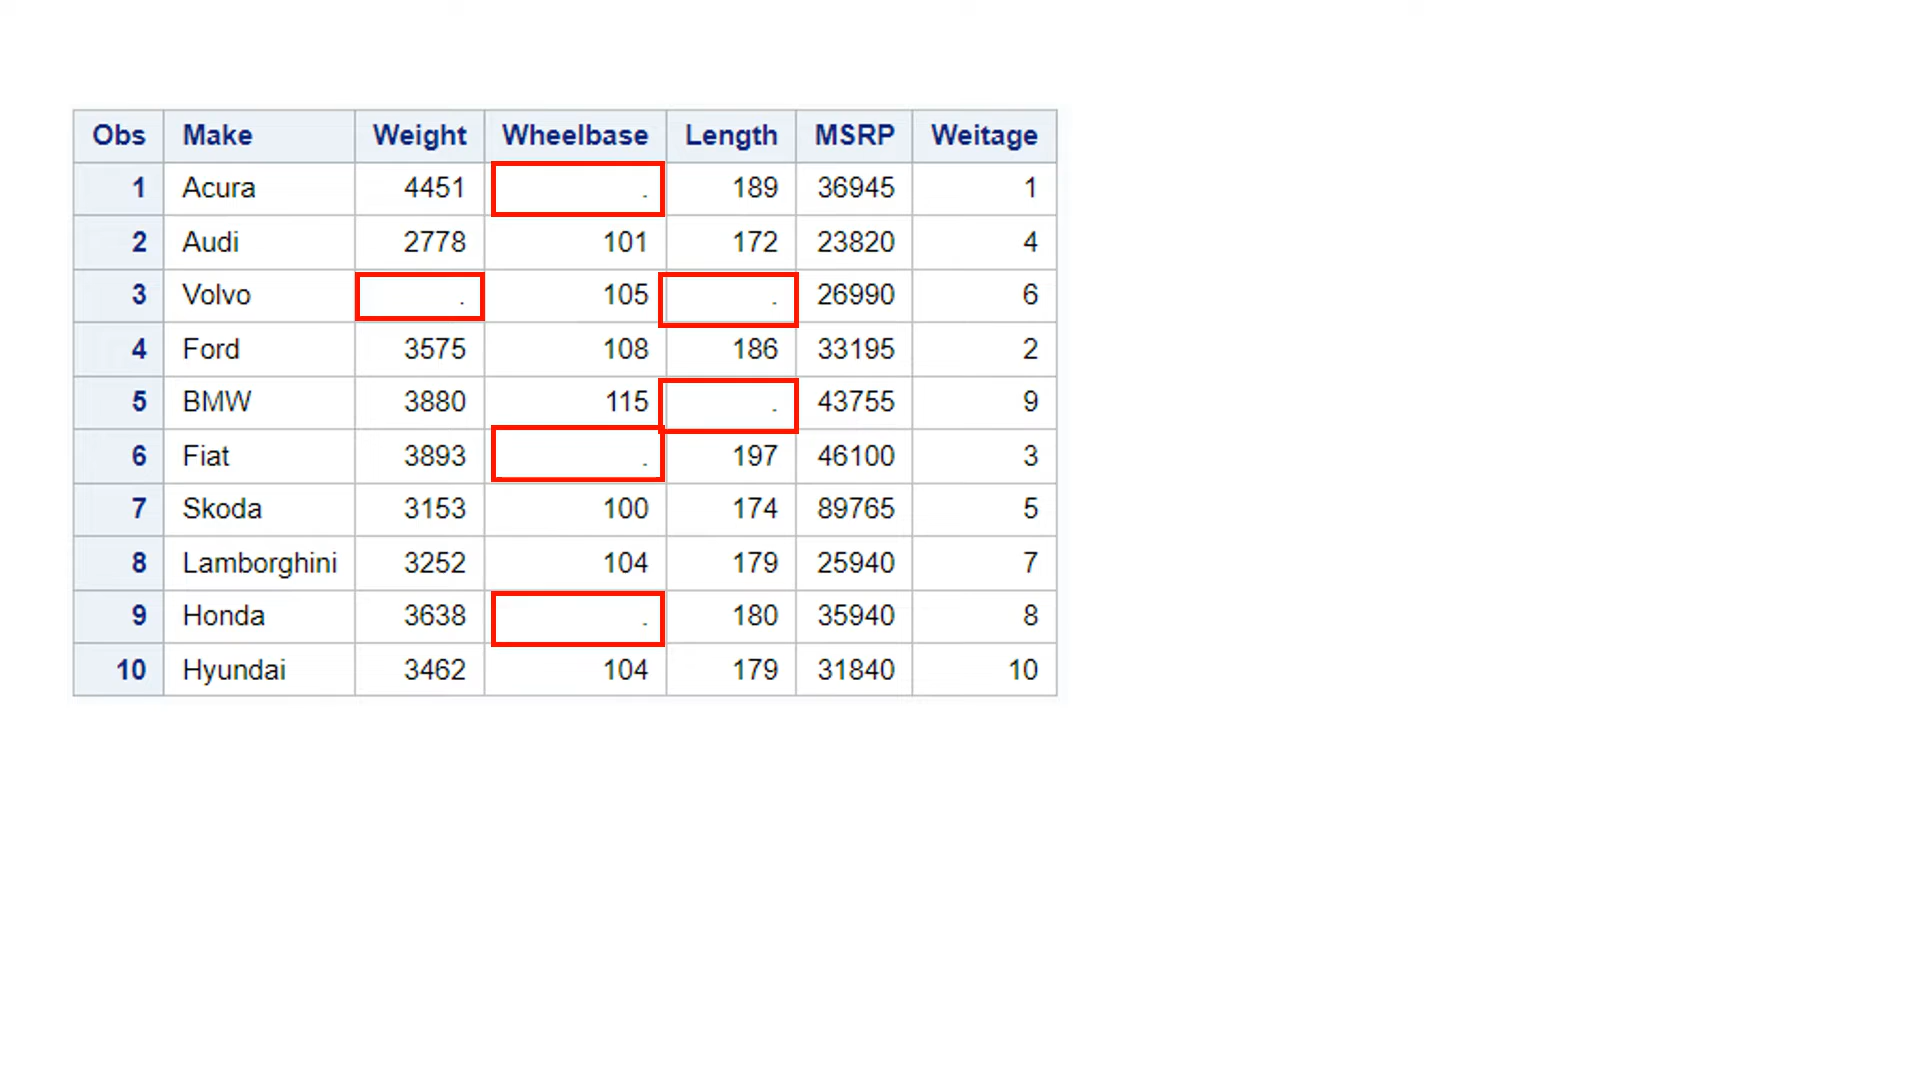 Obs Make Weight Wheelbase Length MSRP Weitage
1 Acura 4451 . 189 36945 1
2 Audi 2778 101 172 23820 4
3 Volvo . 105 . 26990 6
4 Ford 3575 108 186 33195 2
5 BMW 3880 115 . 43755 9
6 Fiat 3893 . 197 46100 3
7 Skoda 3153 100 174 89765 5
8 Lamborghini 3252 104 179 25940 7
9 Honda 3638 . 180 35940 8
10 Hyundai 3462 104 179 31840 10